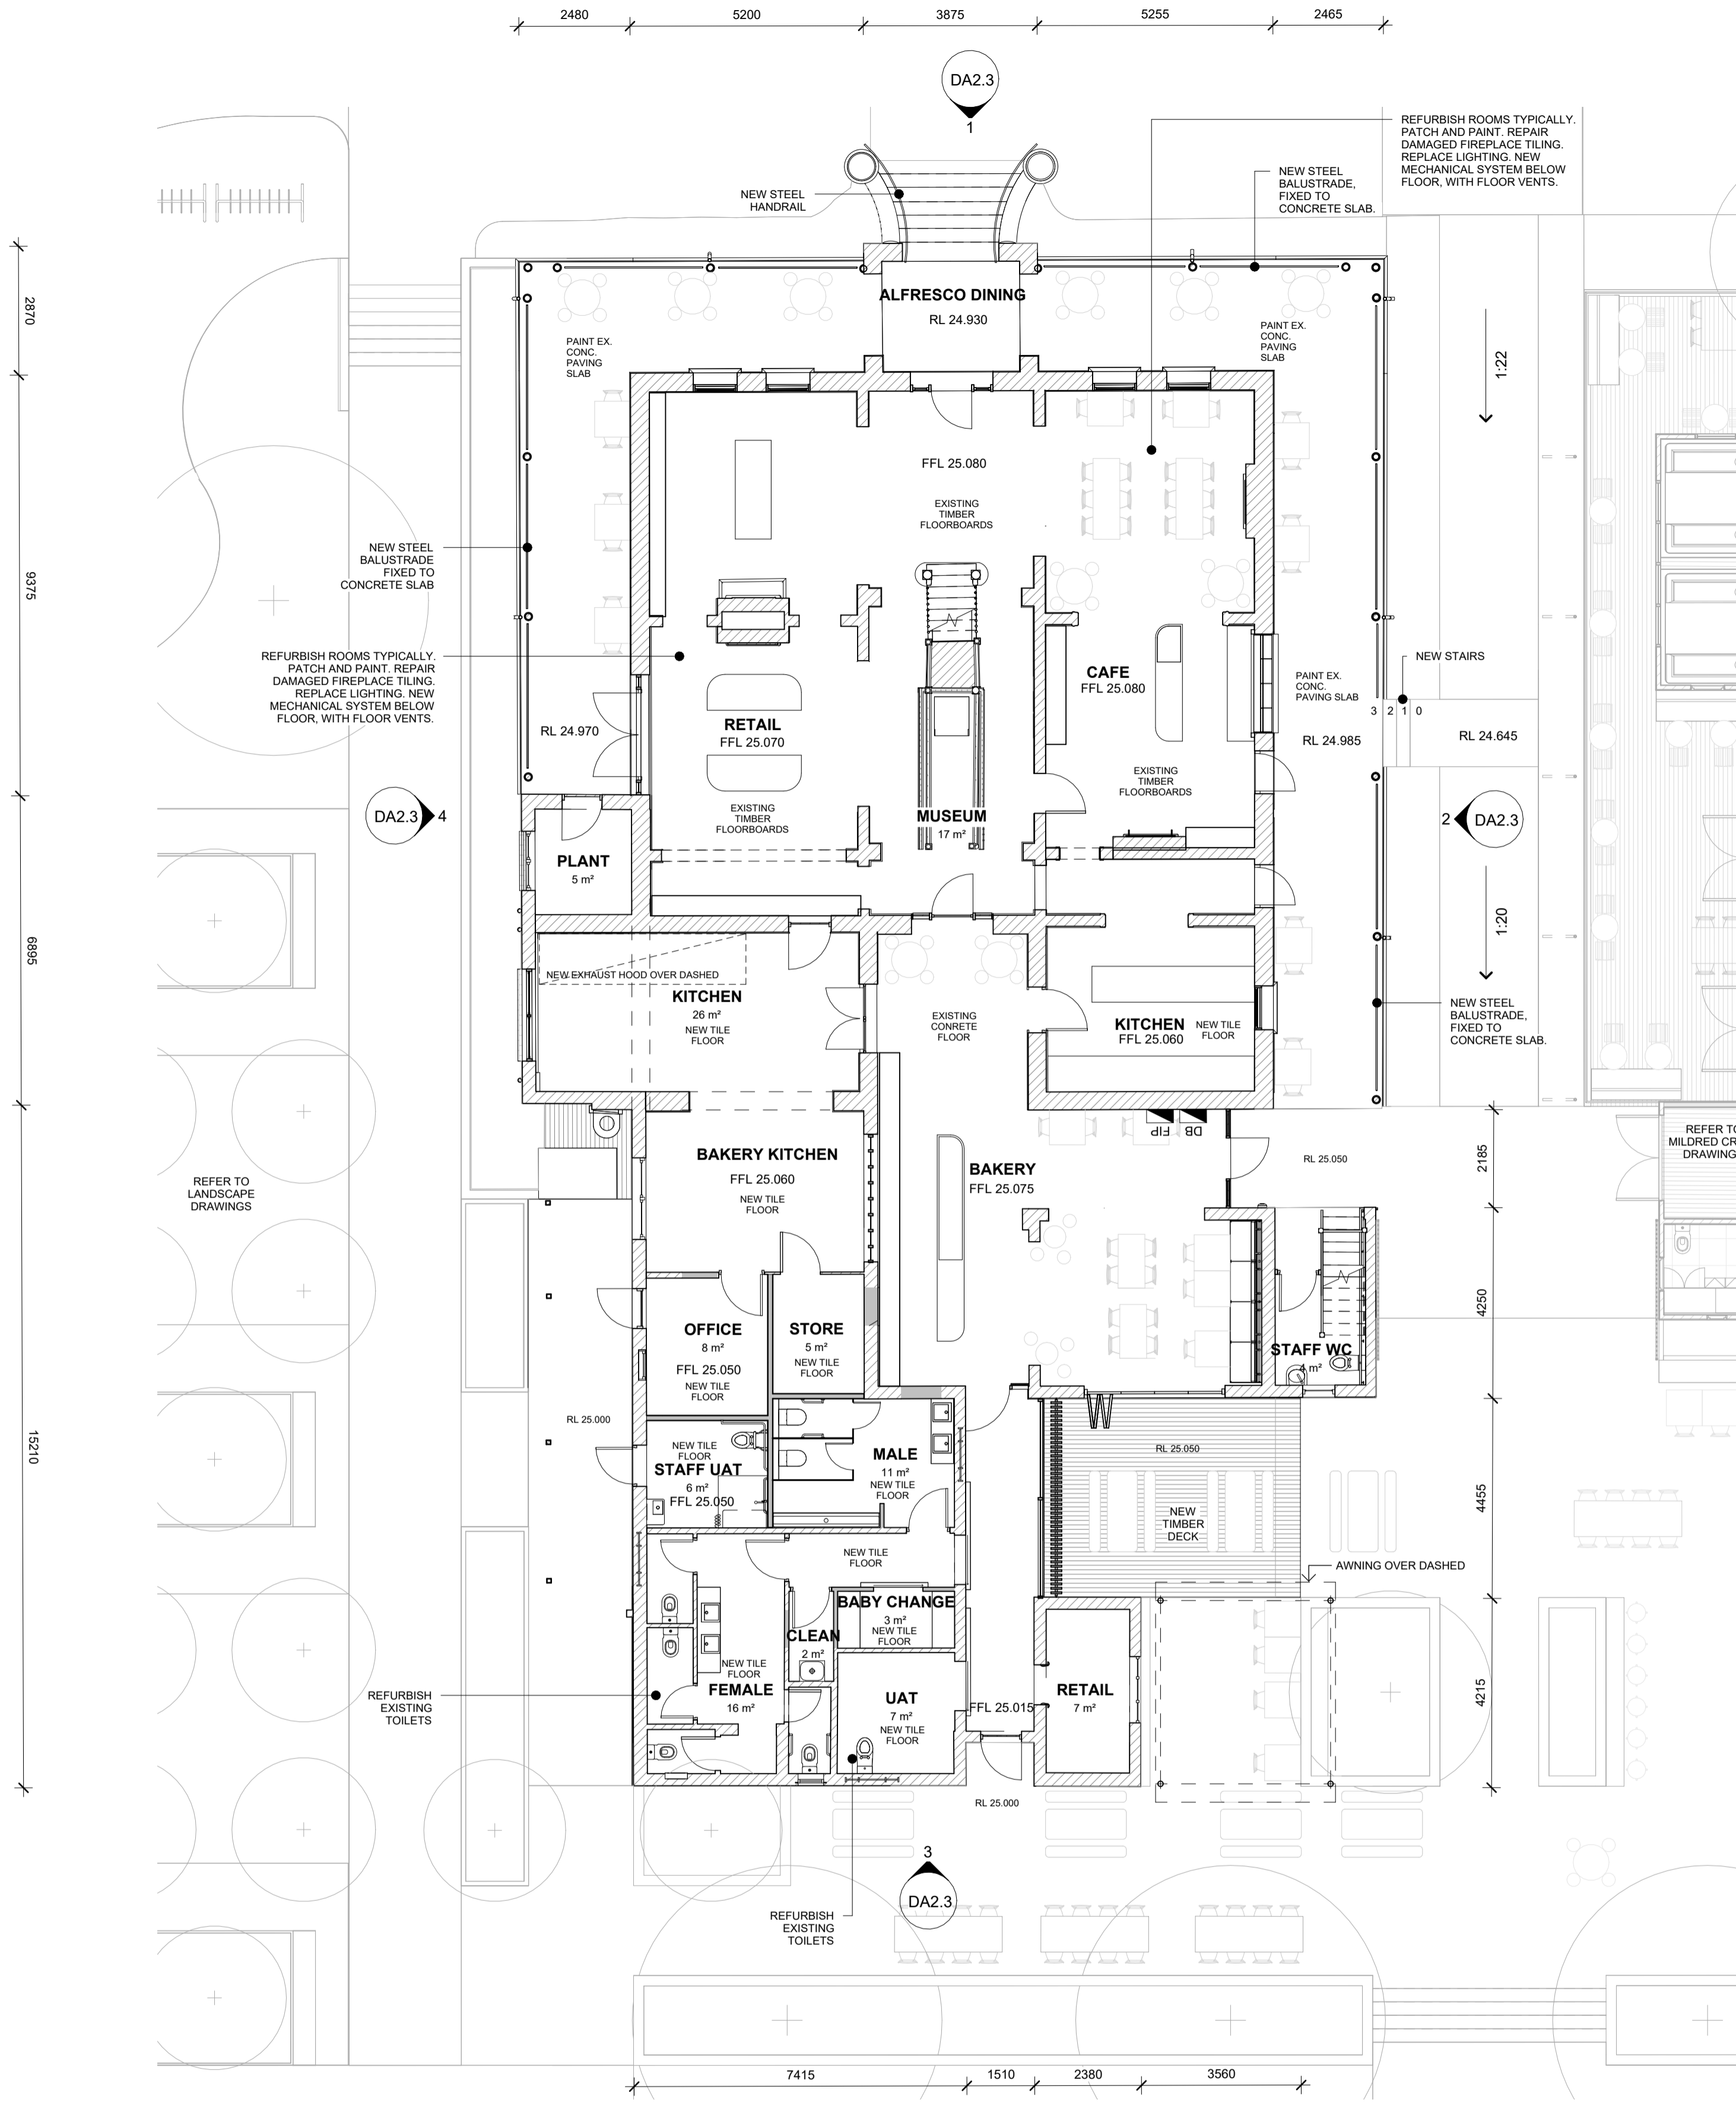 2480 5200 3875 5255 2465
DA2.3
1
REFURBISH ROOMS TYPICALLY.
PATCH AND PAINT. REPAIR
DAMAGED FIREPLACE TILING.
REPLACE LIGHTING. NEW
MECHANICAL SYSTEM BELOW
FLOOR, WITH FLOOR VENTS.
NEW STEEL
BALUSTRADE,
FIXED TO
CONCRETE SLAB.
NEW STEEL
HANDRAIL
2870
ALFRESCO DINING
RL 24.930
PAINT EX.
CONC.
PAVING
SLAB
PAINT EX.
CONC.
PAVING
SLAB
1:22
FFL 25.080
EXISTING
TIMBER
FLOORBOARDS
NEW STEEL
BALUSTRADE
FIXED TO
CONCRETE SLAB
9375
REFURBISH ROOMS TYPICALLY.
PATCH AND PAINT. REPAIR
DAMAGED FIREPLACE TILING.
REPLACE LIGHTING. NEW
MECHANICAL SYSTEM BELOW
FLOOR, WITH FLOOR VENTS.
RL 24.970
RETAIL
FFL 25.070
EXISTING
TIMBER
FLOORBOARDS
CAFE
FFL 25.080
EXISTING
TIMBER
FLOORBOARDS
PAINT EX.
CONC.
PAVING SLAB
NEW STAIRS
3 2 1 0
RL 24.985
RL 24.645
MUSEUM
17 m²
DA2.3 4
2 DA2.3
PLANT
5 m²
6895
1:20
NEW EXHAUST HOOD OVER DASHED
KITCHEN
26 m²
NEW TILE
FLOOR
EXISTING
CONRETE
FLOOR
KITCHEN
FFL 25.060
NEW TILE
FLOOR
NEW STEEL
BALUSTRADE,
FIXED TO
CONCRETE SLAB.
FIP DB
REFER TO
MILDRED CR
DRAWING
2185
RL 25.050
BAKERY KITCHEN
FFL 25.060
NEW TILE
FLOOR
BAKERY
FFL 25.075
REFER TO
LANDSCAPE
DRAWINGS
4250
OFFICE
8 m²
FFL 25.050
NEW TILE
FLOOR
STORE
5 m²
NEW TILE
FLOOR
STAFF WC
4 m²
15210
RL 25.000
NEW TILE
FLOOR
STAFF UAT
6 m²
FFL 25.050
MALE
11 m²
NEW TILE
FLOOR
RL 25.050
NEW
TIMBER
DECK
4455
NEW TILE
FLOOR
AWNING OVER DASHED
BABY CHANGE
3 m²
NEW TILE
FLOOR
CLEAN
2 m²
NEW TILE
FLOOR
FEMALE
16 m²
UAT
7 m²
NEW TILE
FLOOR
FFL 25.015
RETAIL
7 m²
4215
REFURBISH
EXISTING
TOILETS
RL 25.000
3
DA2.3
REFURBISH
EXISTING
TOILETS
7415 1510 2380 3560